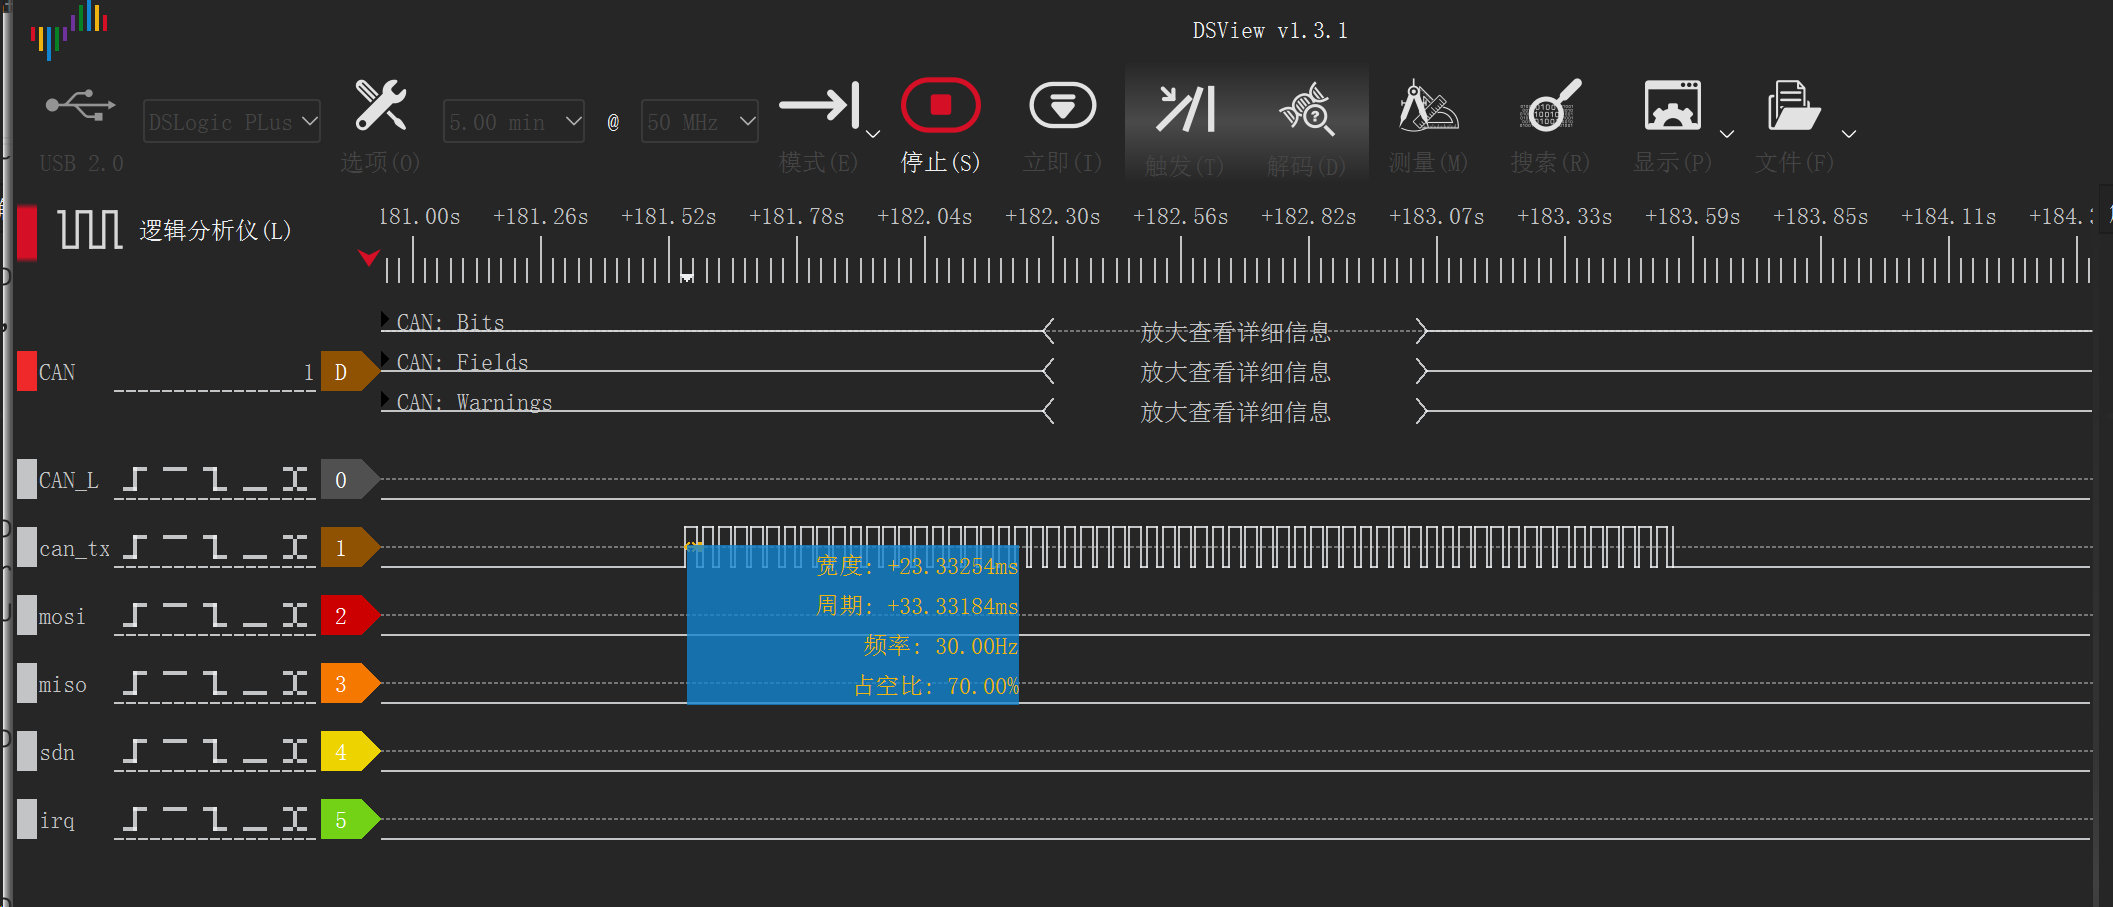 DSView v1.3.1
DSLogic PLus
5.00 min
@
50 MHz
USB 2.0
选项(O)
模式(E)
停止(S)
立即(I)
触发(T)
解码(D)
测量(M)
搜索(R)
显示(P)
文件(F)
逻辑分析仪(L)
181.00s +181.26s +181.52s +181.78s +182.04s +182.30s +182.56s +182.82s +183.07s +183.33s +183.59s +183.85s +184.11s
CAN: Bits
放大查看详细信息
CAN 1 D
CAN: Fields
放大查看详细信息
CAN: Warnings
放大查看详细信息
CAN_L 0
can_tx 1
宽度: +23.33254ms
周期: +33.33184ms
频率: 30.00Hz
占空比: 70.00%
mosi 2
miso 3
sdn 4
irq 5